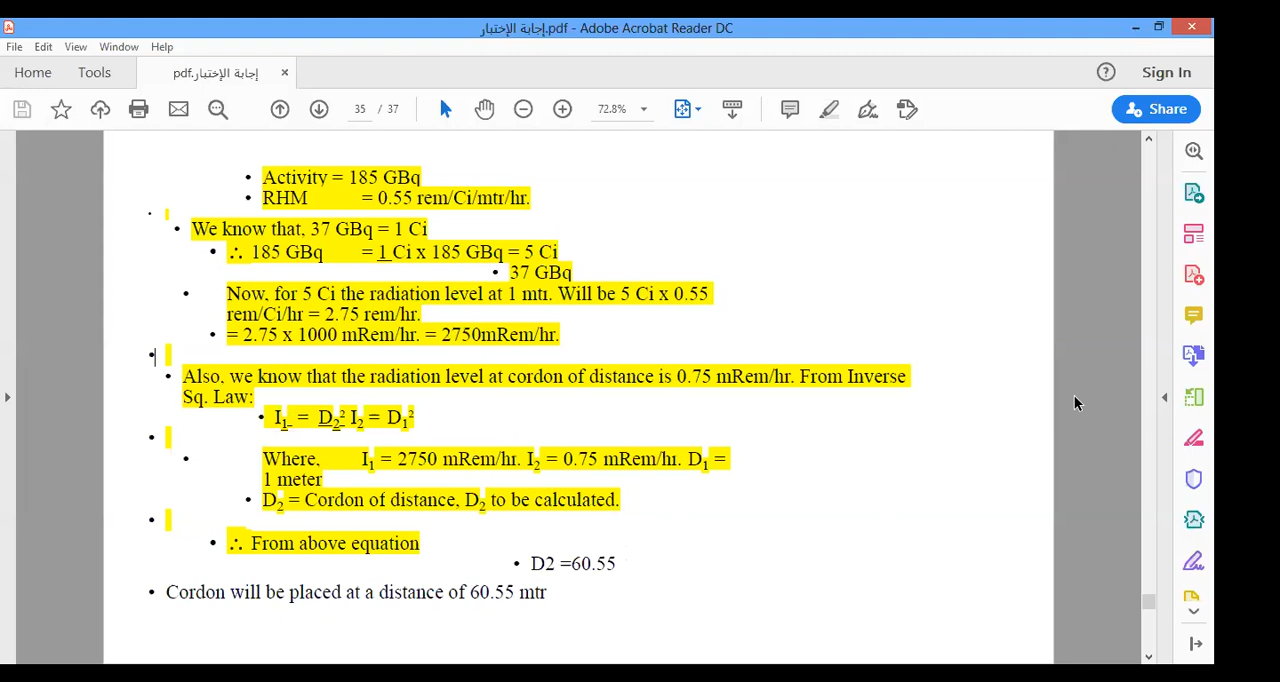 إجابة الإختبار.pdf - Adobe Acrobat Reader DC
File Edit View Window Help
Home Tools إجابة الإختبار.pdf × Sign In
35 / 37 72.8% Share
• Activity = 185 GBq
• RHM = 0.55 rem/Ci/mtr/hr.
•
• We know that, 37 GBq = 1 Ci
• ∴ 185 GBq = 1 Ci x 185 GBq = 5 Ci
• 37 GBq
• Now, for 5 Ci the radiation level at 1 mtr. Will be 5 Ci x 0.55
rem/Ci/hr = 2.75 rem/hr.
• = 2.75 x 1000 mRem/hr. = 2750mRem/hr.
•
• Also, we know that the radiation level at cordon of distance is 0.75 mRem/hr. From Inverse
Sq. Law:
• I₁ = D₂² I₂ = D₁²
•
• Where, I₁ = 2750 mRem/hr. I₂ = 0.75 mRem/hr. D₁ =
1 meter
• D₂ = Cordon of distance, D₂ to be calculated.
•
• ∴ From above equation
• D2 =60.55
• Cordon will be placed at a distance of 60.55 mtr